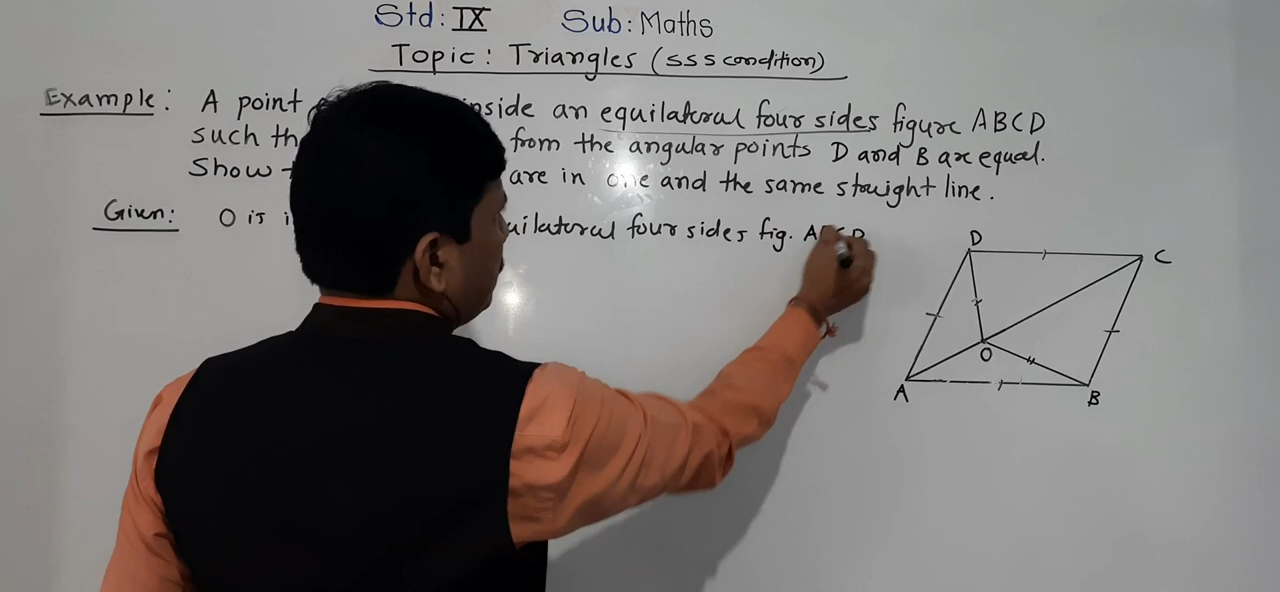 Std: IX Sub: Maths
Topic: Triangles (sss condition)
Example: A point inside an equilateral four sides figure ABCD
such from the angular points D and B are equal.
Show are in one and the same straight line.
Given: O is four sides fig.
D
C
O
A
B